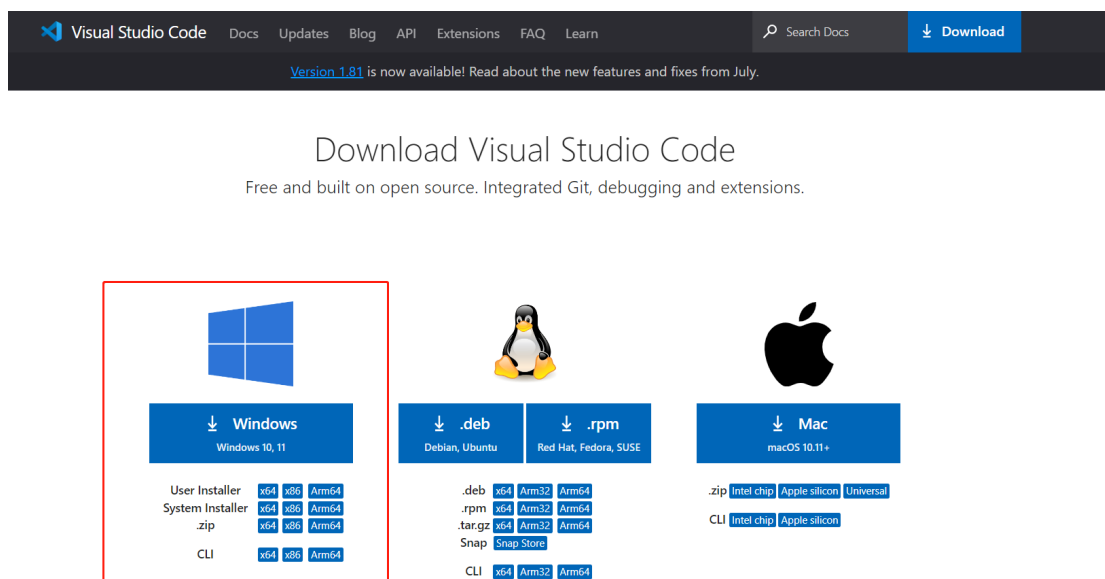 Visual Studio Code Docs Updates Blog API Extensions FAQ Learn Search Docs Download
Version 1.81 is now available! Read about the new features and fixes from July.
Download Visual Studio Code
Free and built on open source. Integrated Git, debugging and extensions.
Windows
Windows 10, 11
User Installer x64 x86 Arm64
System Installer x64 x86 Arm64
.zip x64 x86 Arm64
CLI x64 x86 Arm64
.deb
Debian, Ubuntu
.rpm
Red Hat, Fedora, SUSE
.deb x64 Arm32 Arm64
.rpm x64 Arm32 Arm64
.tar.gz x64 Arm32 Arm64
Snap Snap Store
CLI x64 Arm32 Arm64
Mac
macOS 10.11+
.zip Intel chip Apple silicon Universal
CLI Intel chip Apple silicon